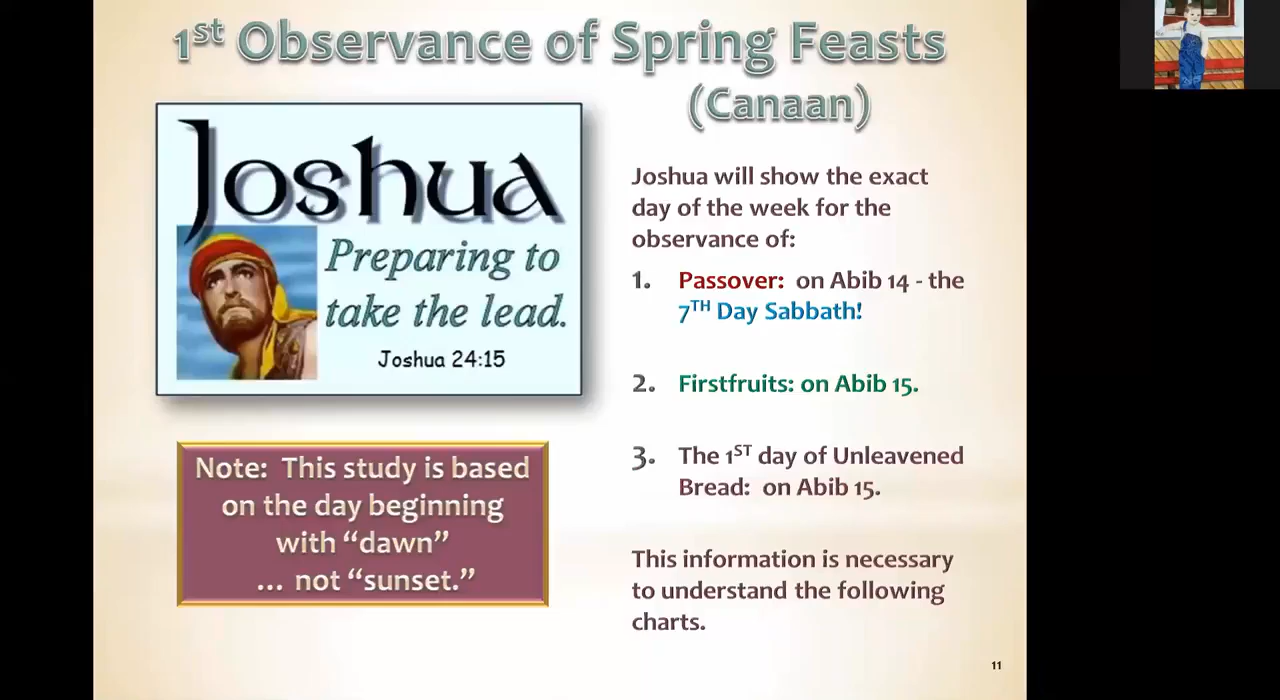 1st Observance of Spring Feasts
(Canaan)
Joshua
Preparing to
take the lead.
Joshua 24:15
Note: This study is based
on the day beginning
with “dawn”
... not “sunset.”
Joshua will show the exact
day of the week for the
observance of:
1. Passover: on Abib 14 - the
7TH Day Sabbath!
2. Firstfruits: on Abib 15.
3. The 1ST day of Unleavened
Bread: on Abib 15.
This information is necessary
to understand the following
charts.
11